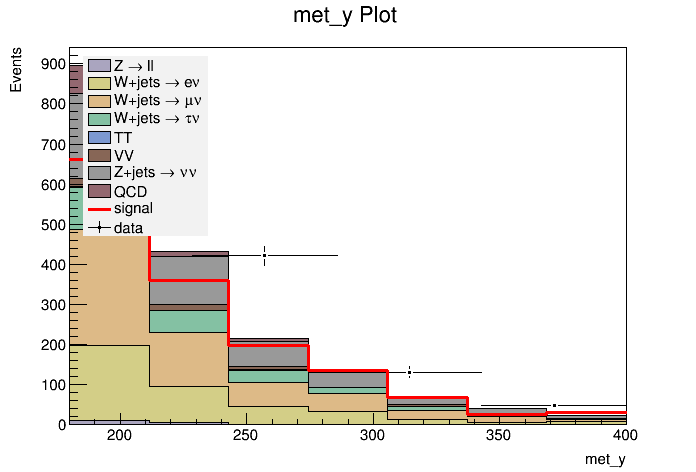 met_y Plot
Events
900
800
700
600
500
400
300
200
100
0
Z → ll
W+jets → eν
W+jets → μν
W+jets → τν
TT
VV
Z+jets → νν
QCD
signal
data
200 250 300 350 400
met_y